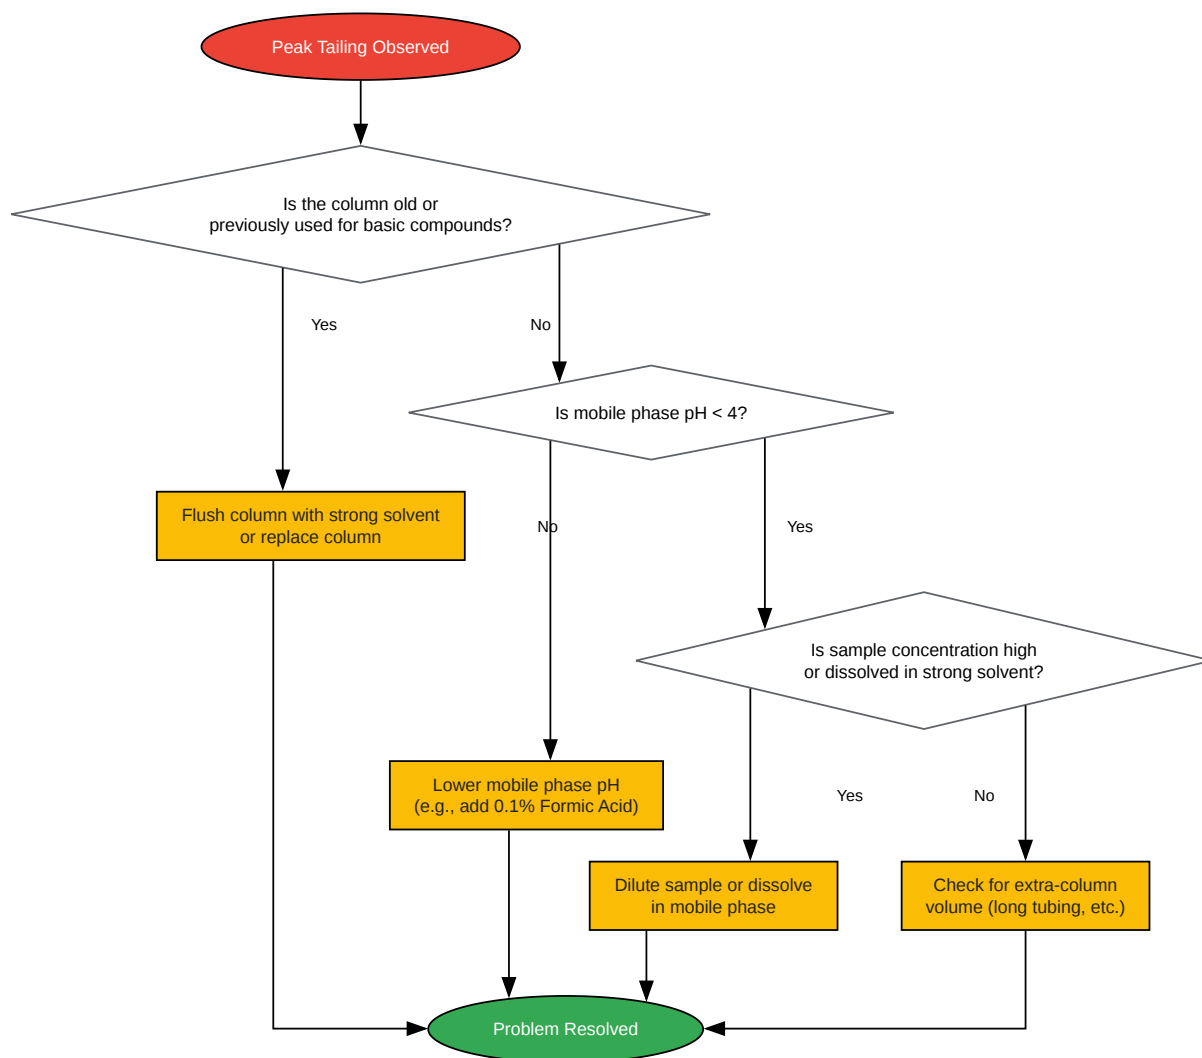 Peak Tailing Observed
Is the column old or
previously used for basic compounds?
Yes
No
Is mobile phase pH < 4?
Flush column with strong solvent
or replace column
No
Yes
Is sample concentration high
or dissolved in strong solvent?
Lower mobile phase pH
(e.g., add 0.1% Formic Acid)
Yes
No
Dilute sample or dissolve
in mobile phase
Check for extra-column
volume (long tubing, etc.)
Problem Resolved